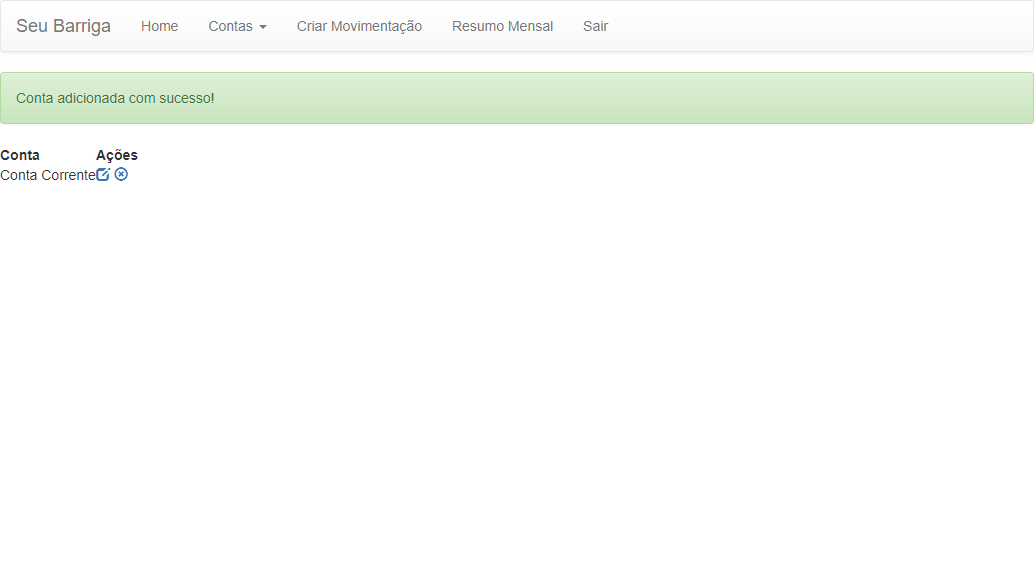 Seu Barriga Home Contas Criar Movimentação Resumo Mensal Sair
Conta adicionada com sucesso!
Conta Ações
Conta Corrente